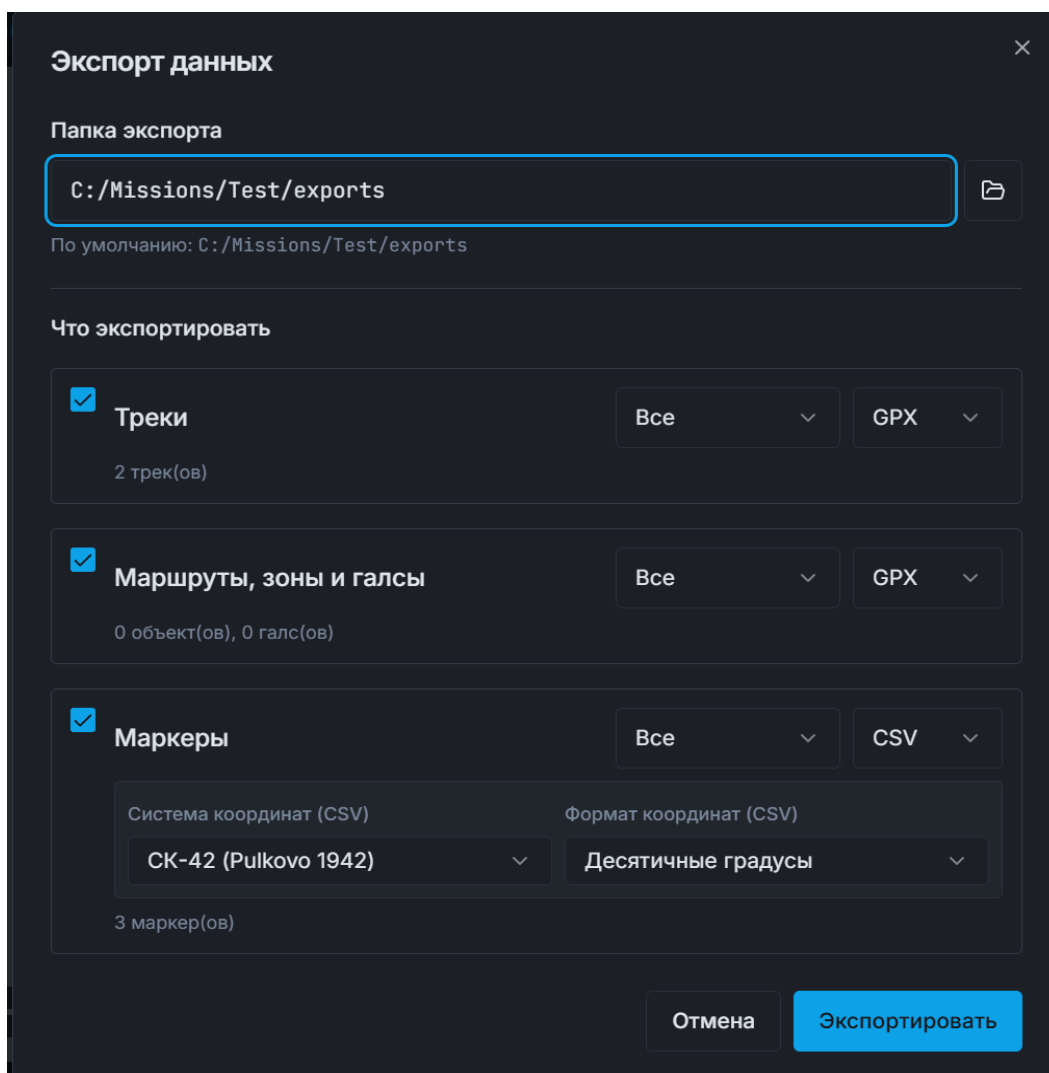 Экспорт данных
Папка экспорта
C:/Missions/Test/exports
По умолчанию: C:/Missions/Test/exports
Что экспортировать
Треки
Все
GPX
2 трек(ов)
Маршруты, зоны и галсы
Все
GPX
0 объект(ов), 0 галс(ов)
Маркеры
Все
CSV
Система координат (CSV)
Формат координат (CSV)
СК-42 (Pulkovo 1942)
Десятичные градусы
3 маркер(ов)
Отмена
Экспортировать